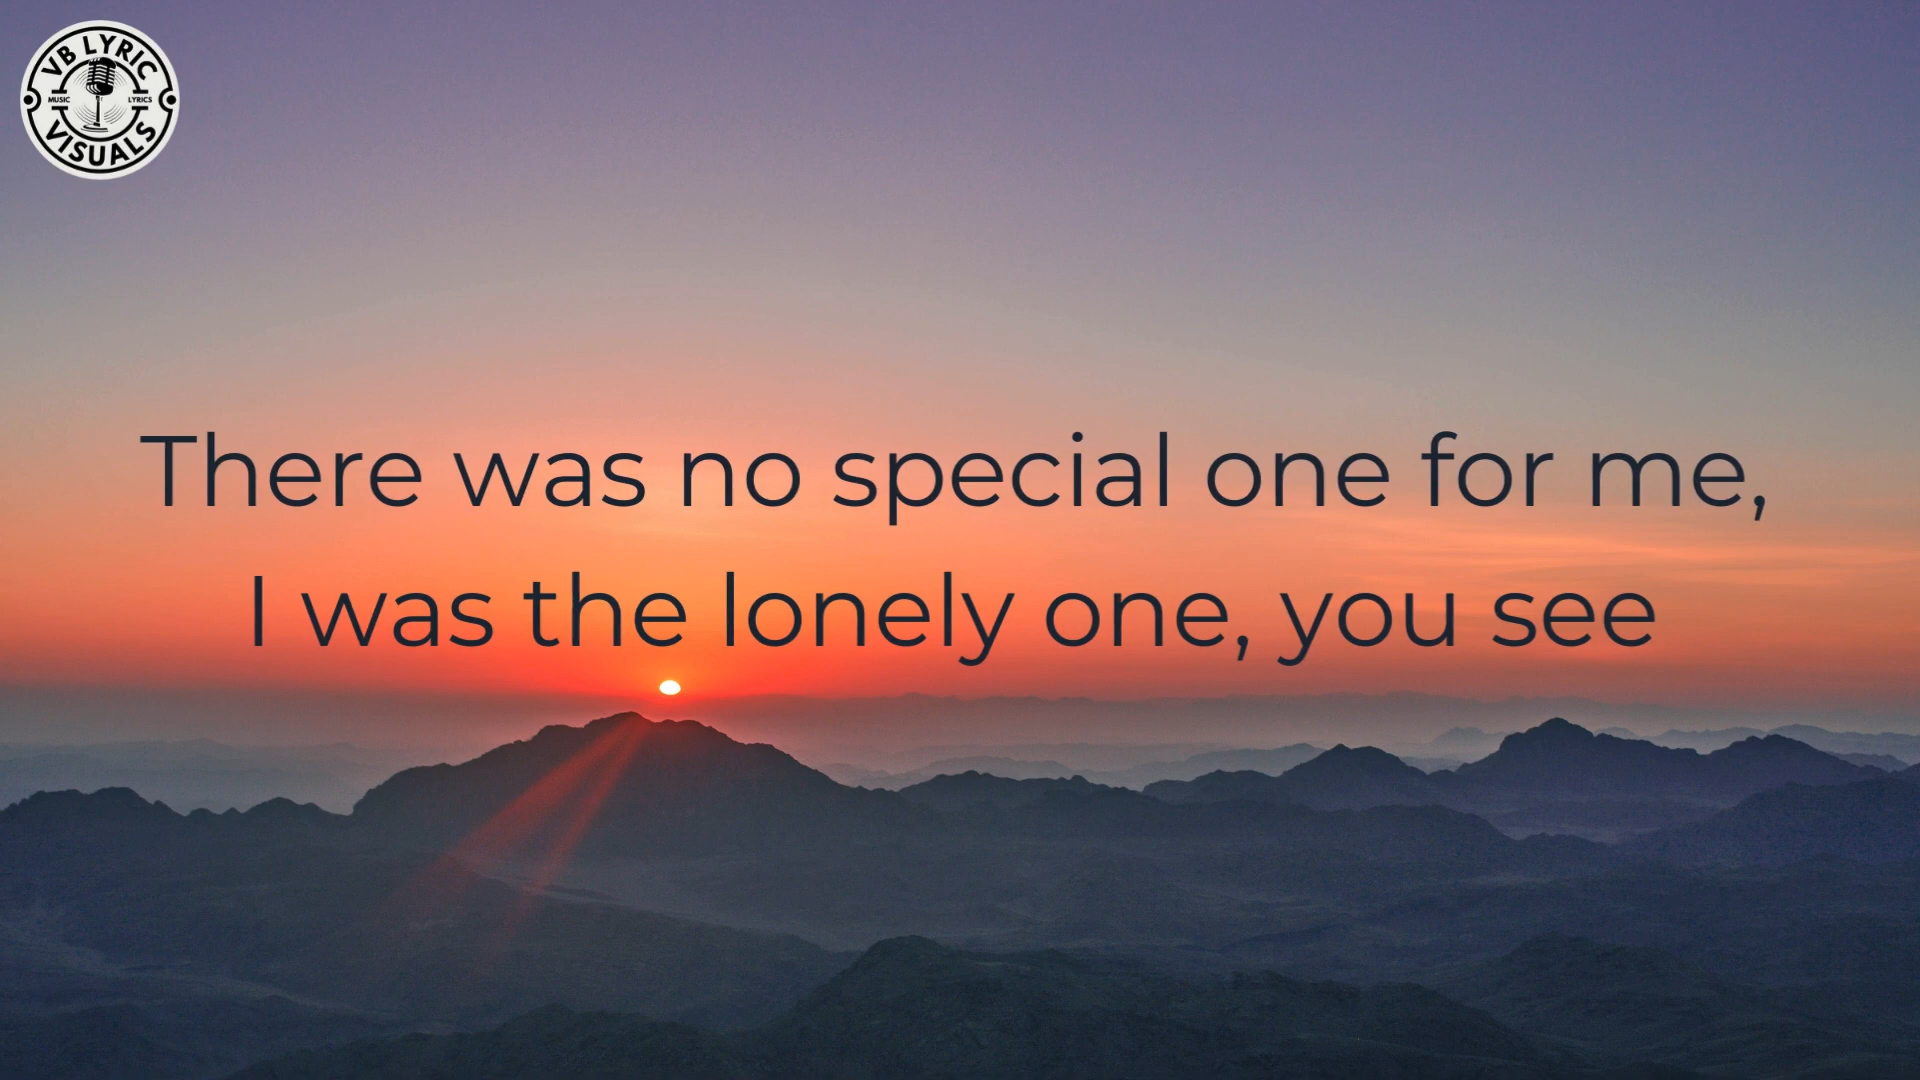 VB LYRIC
MUSIC LYRICS
VISUALS
There was no special one for me,
I was the lonely one, you see